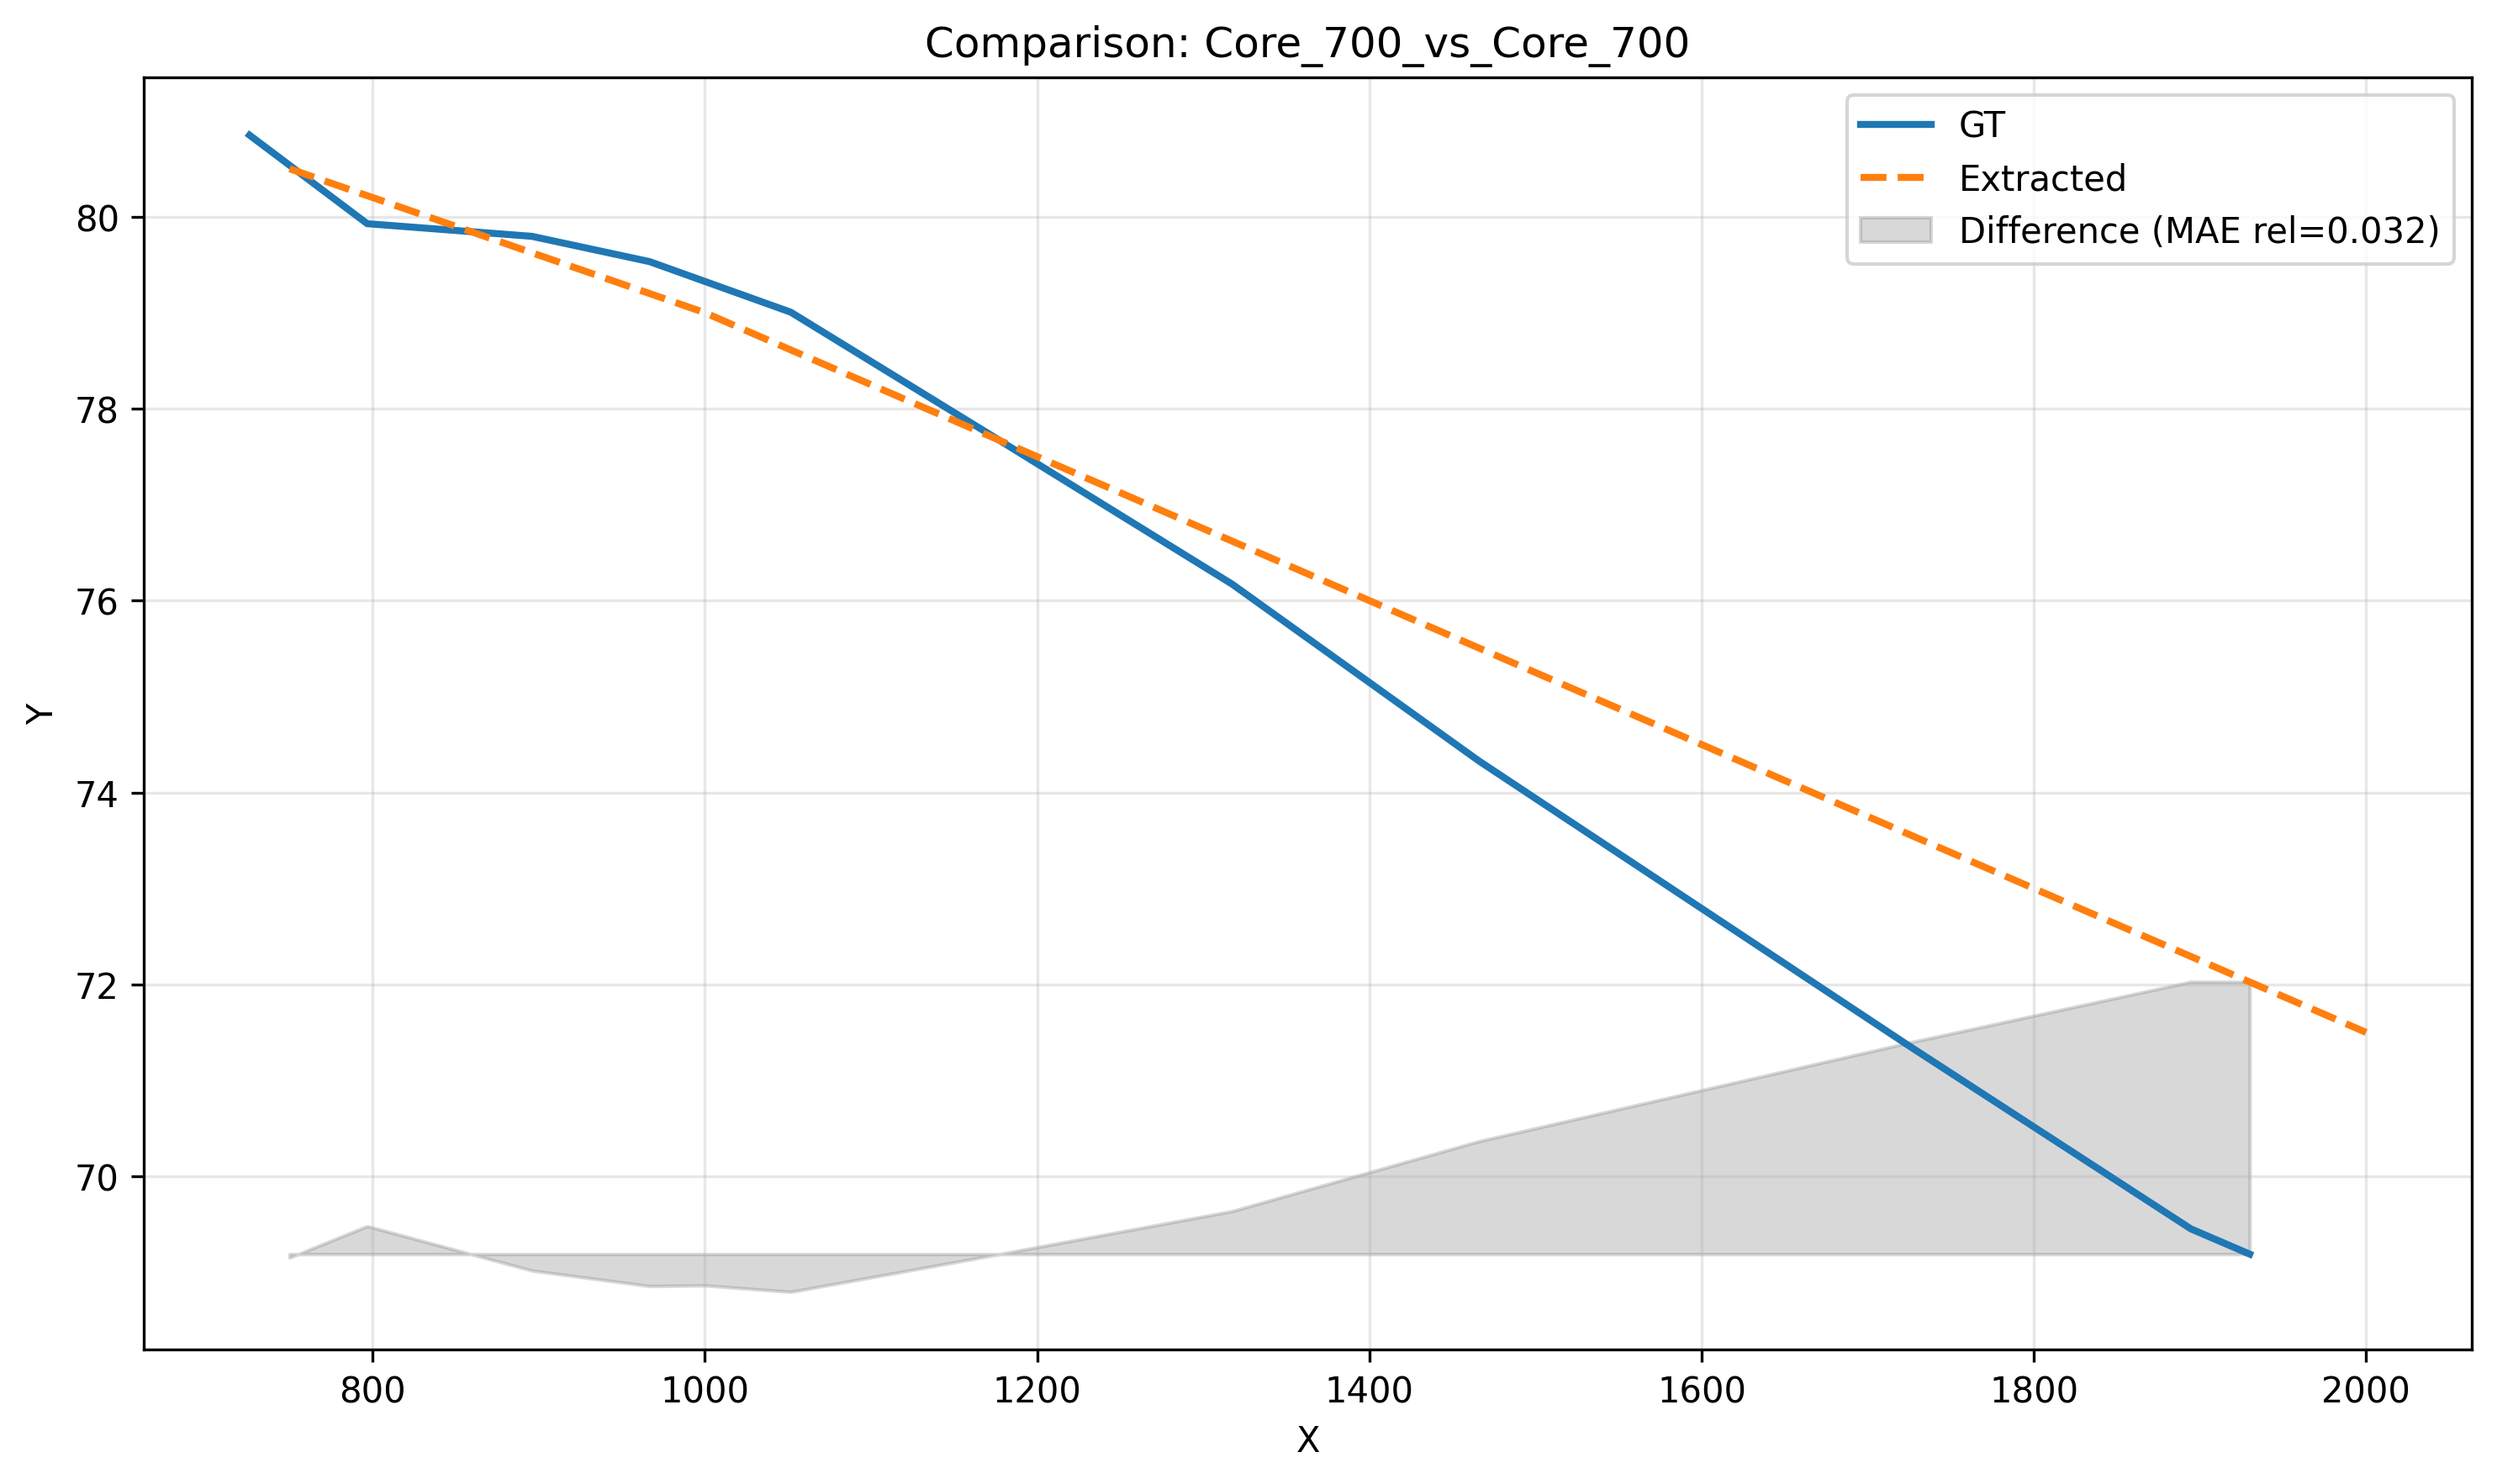 Comparison: Core_700_vs_Core_700
GT
Extracted
Difference (MAE rel=0.032)
80
78
76
74
72
70
Y
800 1000 1200 1400 1600 1800 2000
X